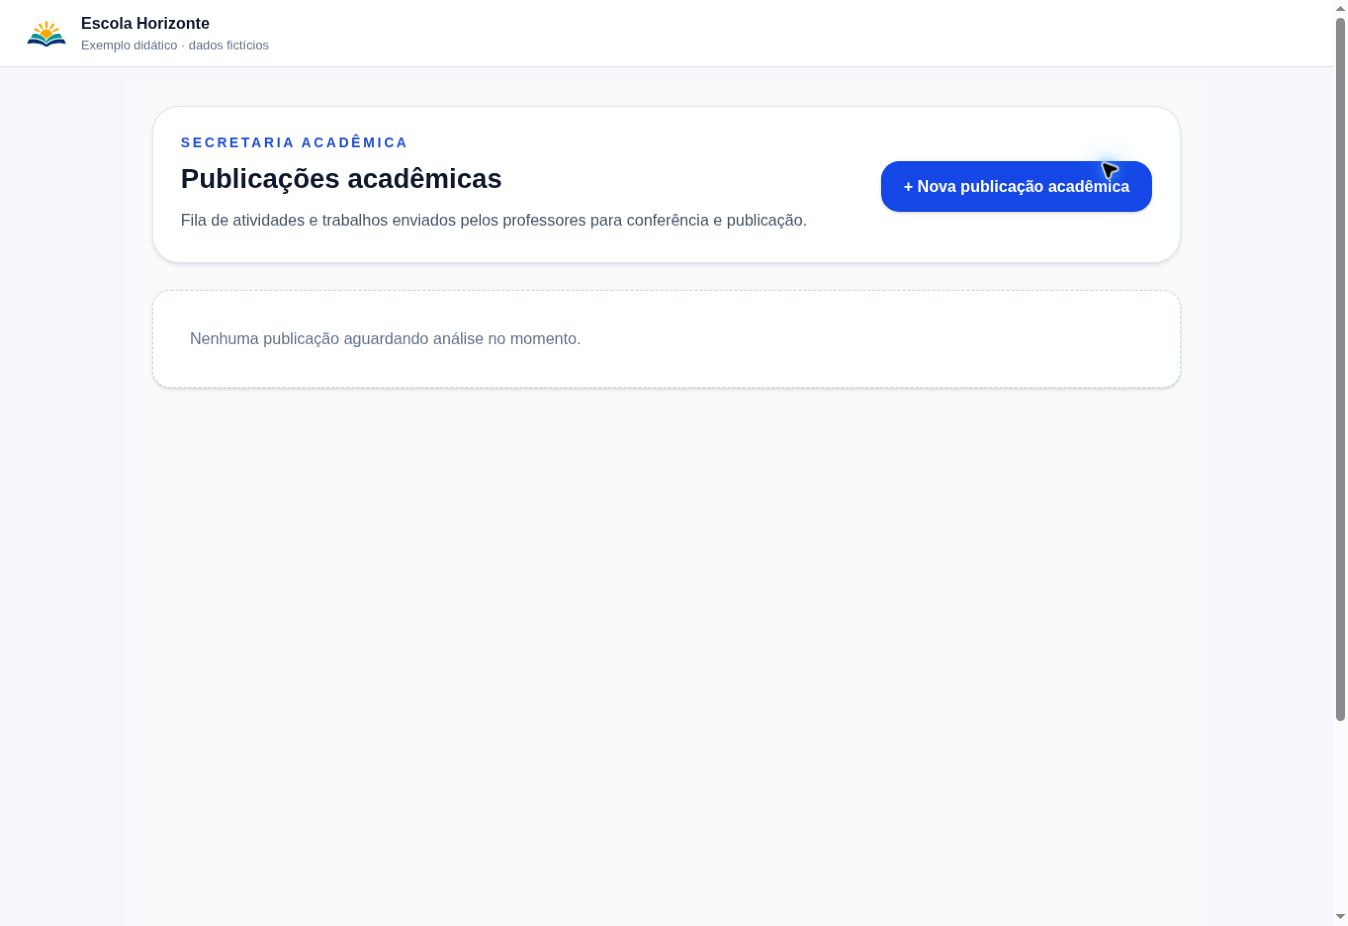 Escola Horizonte
Exemplo didático · dados fictícios
SECRETARIA ACADÊMICA
Publicações acadêmicas
Fila de atividades e trabalhos enviados pelos professores para conferência e publicação.
+ Nova publicação acadêmica
Nenhuma publicação aguardando análise no momento.